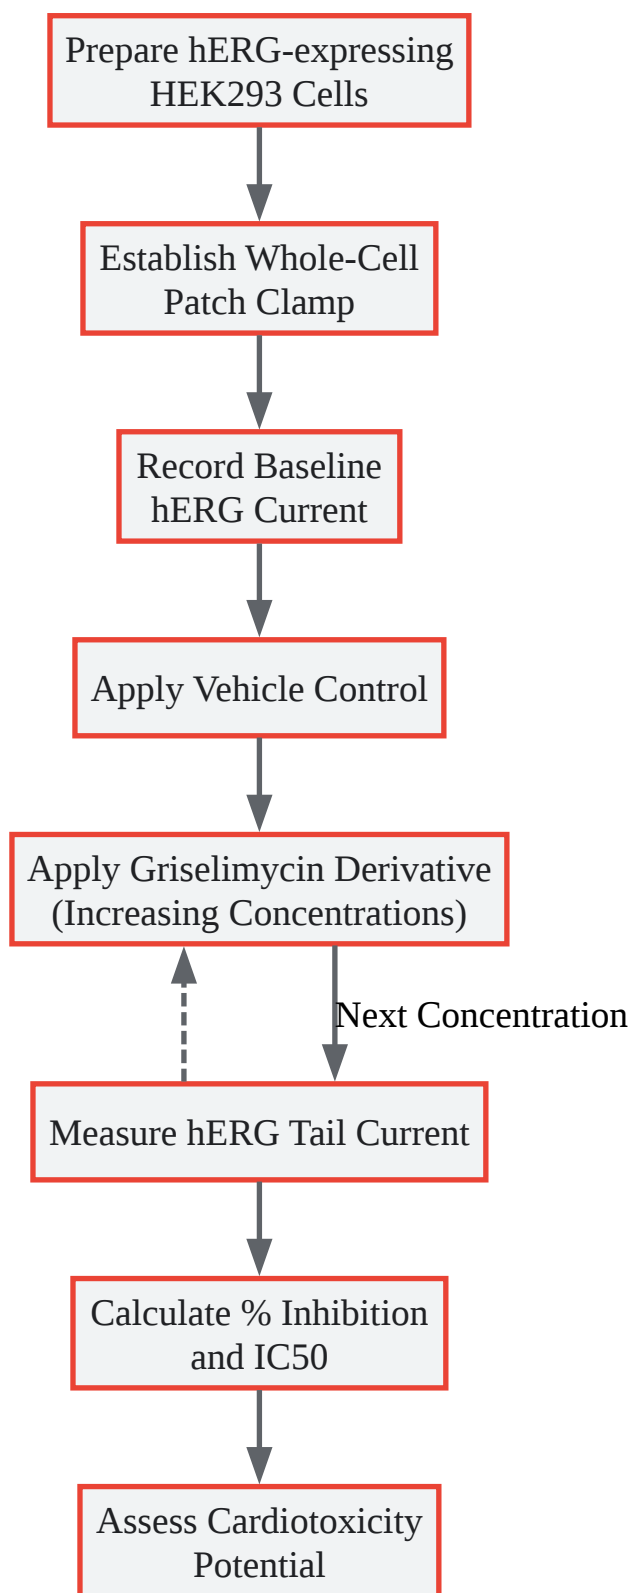 Prepare hERG-expressing
HEK293 Cells
Establish Whole-Cell
Patch Clamp
Record Baseline
hERG Current
Apply Vehicle Control
Apply Griselimycin Derivative
(Increasing Concentrations)
Next Concentration
Measure hERG Tail Current
Calculate % Inhibition
and IC50
Assess Cardiotoxicity
Potential